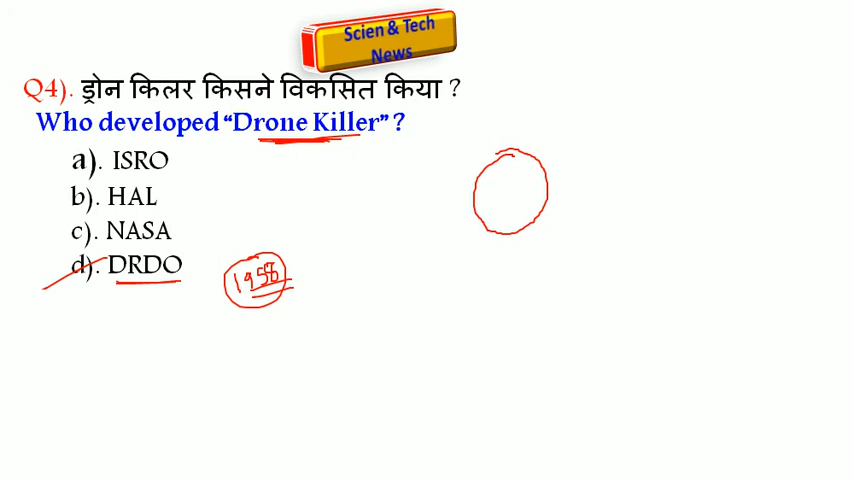 Scien & Tech
News
Q4). ड्रोन किलर किसने विकसित किया ?
Who developed “Drone Killer” ?
a). ISRO
b). HAL
c). NASA
d). DRDO
1958